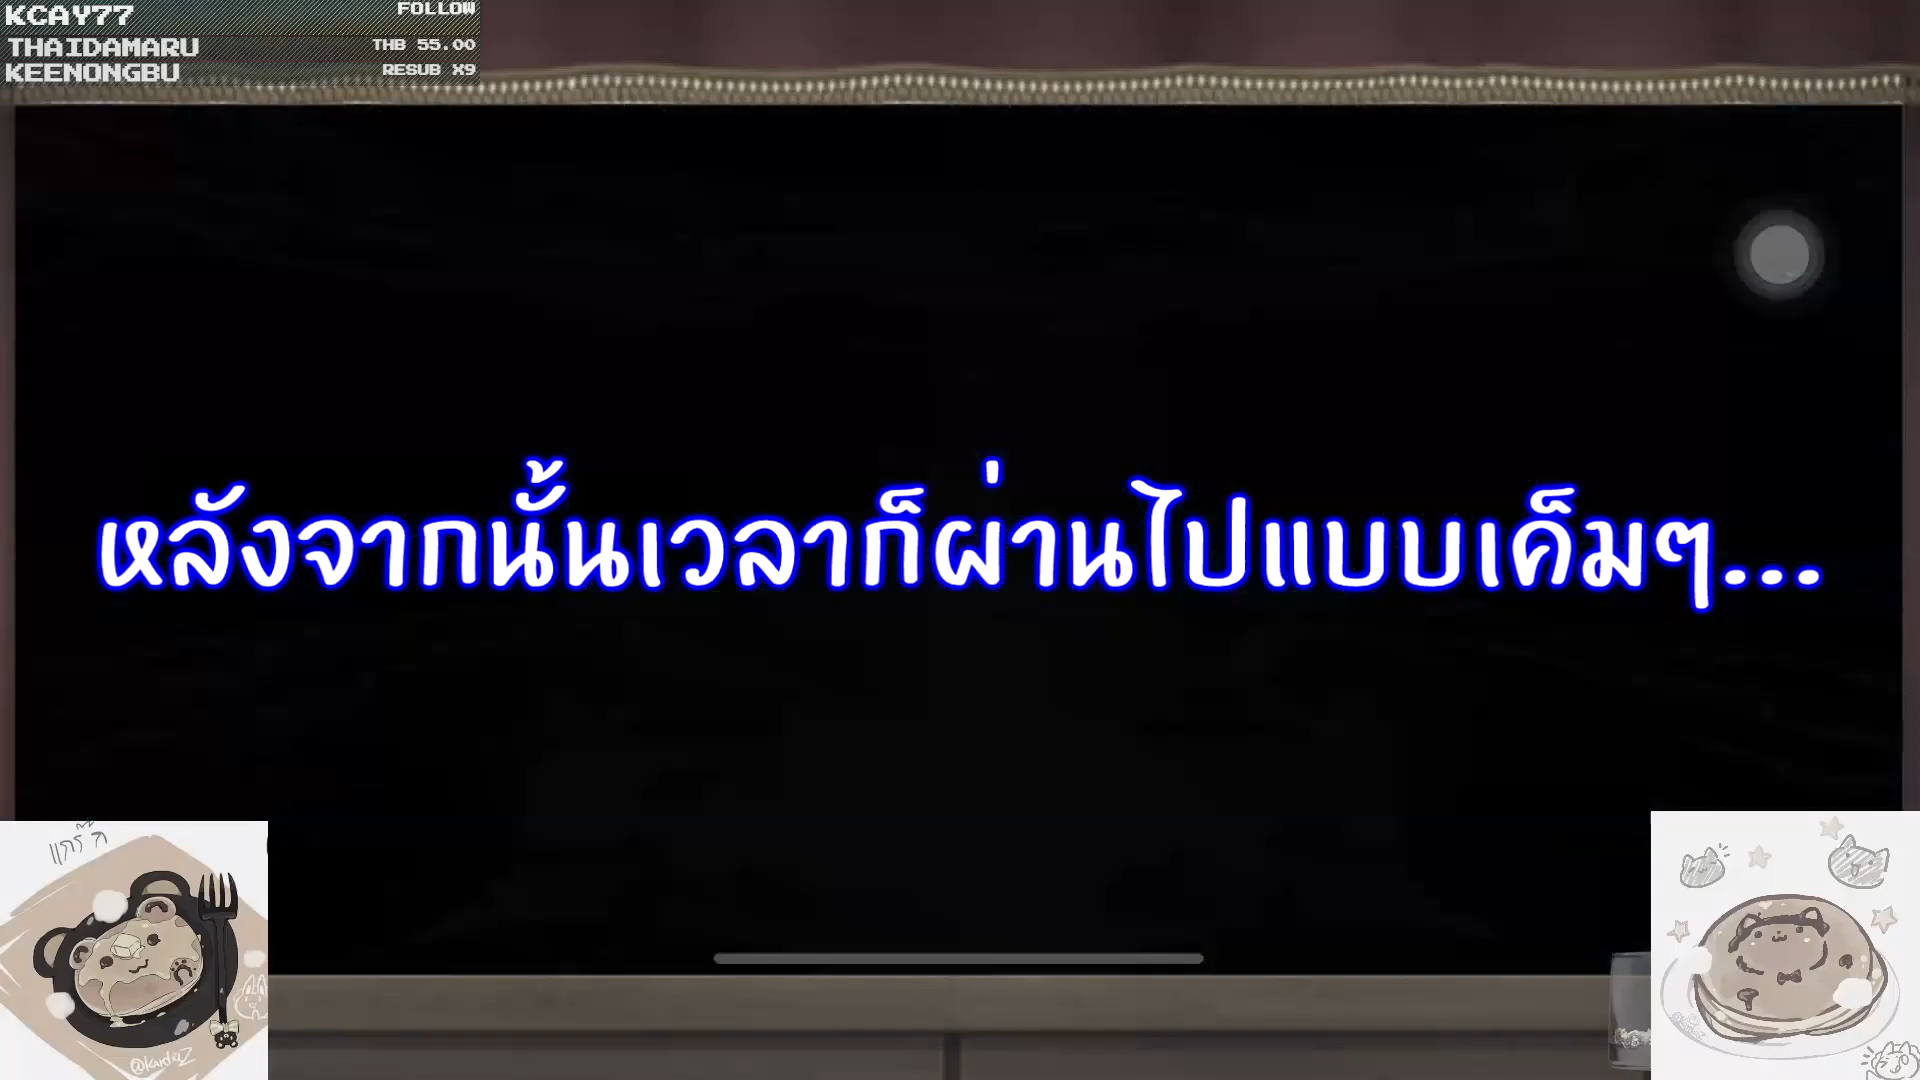 KCAY77 FOLLOW
THAIDAMARU THB 55.00
KEENONGBU RESUB X9
หลังจากนั้นเวลาก็ผ่านไปแบบเค็มๆ...